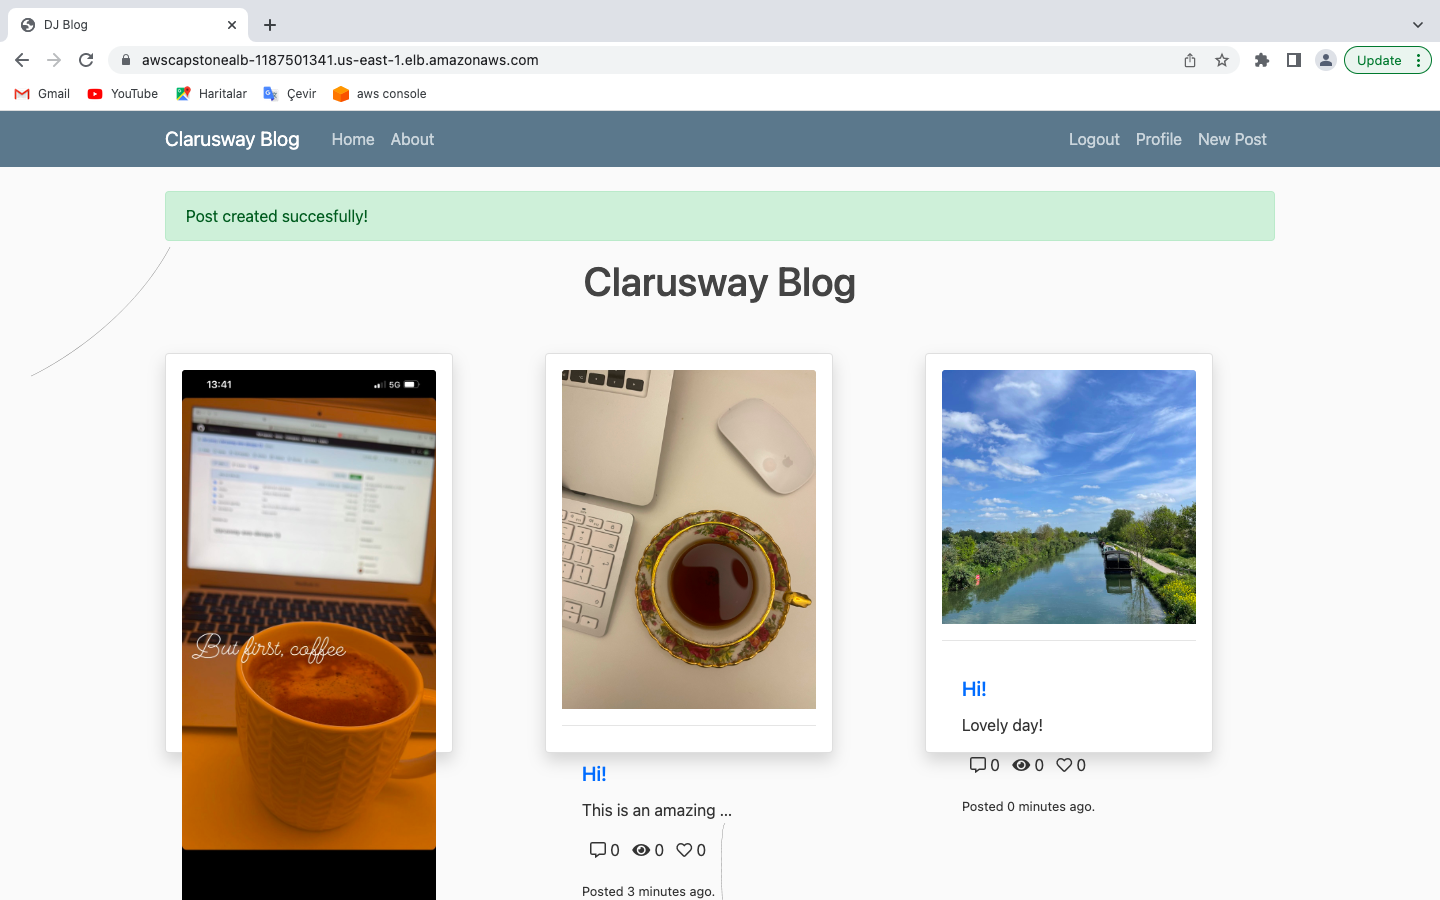 DJ Blog
awscapstonealb-1187501341.us-east-1.elb.amazonaws.com
Update
Gmail
YouTube
Haritalar
Çevir
aws console
Clarusway Blog
Home
About
Logout
Profile
New Post
Post created succesfully!
Clarusway Blog
13:41
5G
But first, coffee
Hi!
This is an amazing ...
0 0 0
Posted 3 minutes ago.
Hi!
Lovely day!
0 0 0
Posted 0 minutes ago.